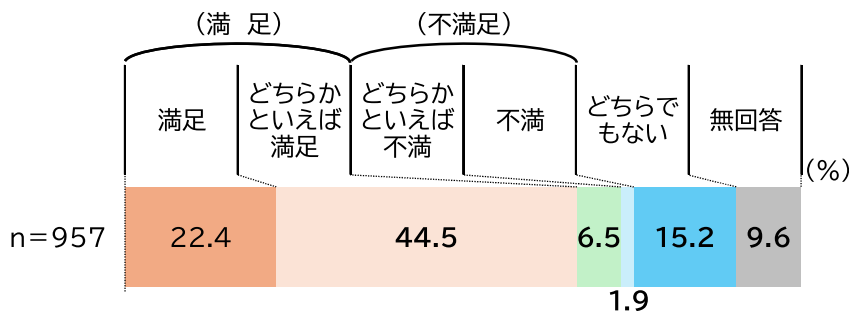 （満 足）
（不満足）
満足
どちらか
といえば
満足
どちらか
といえば
不満
不満
どちらで
もない
無回答
(％)
n＝957
22.4
44.5
6.5
1.9
15.2
9.6